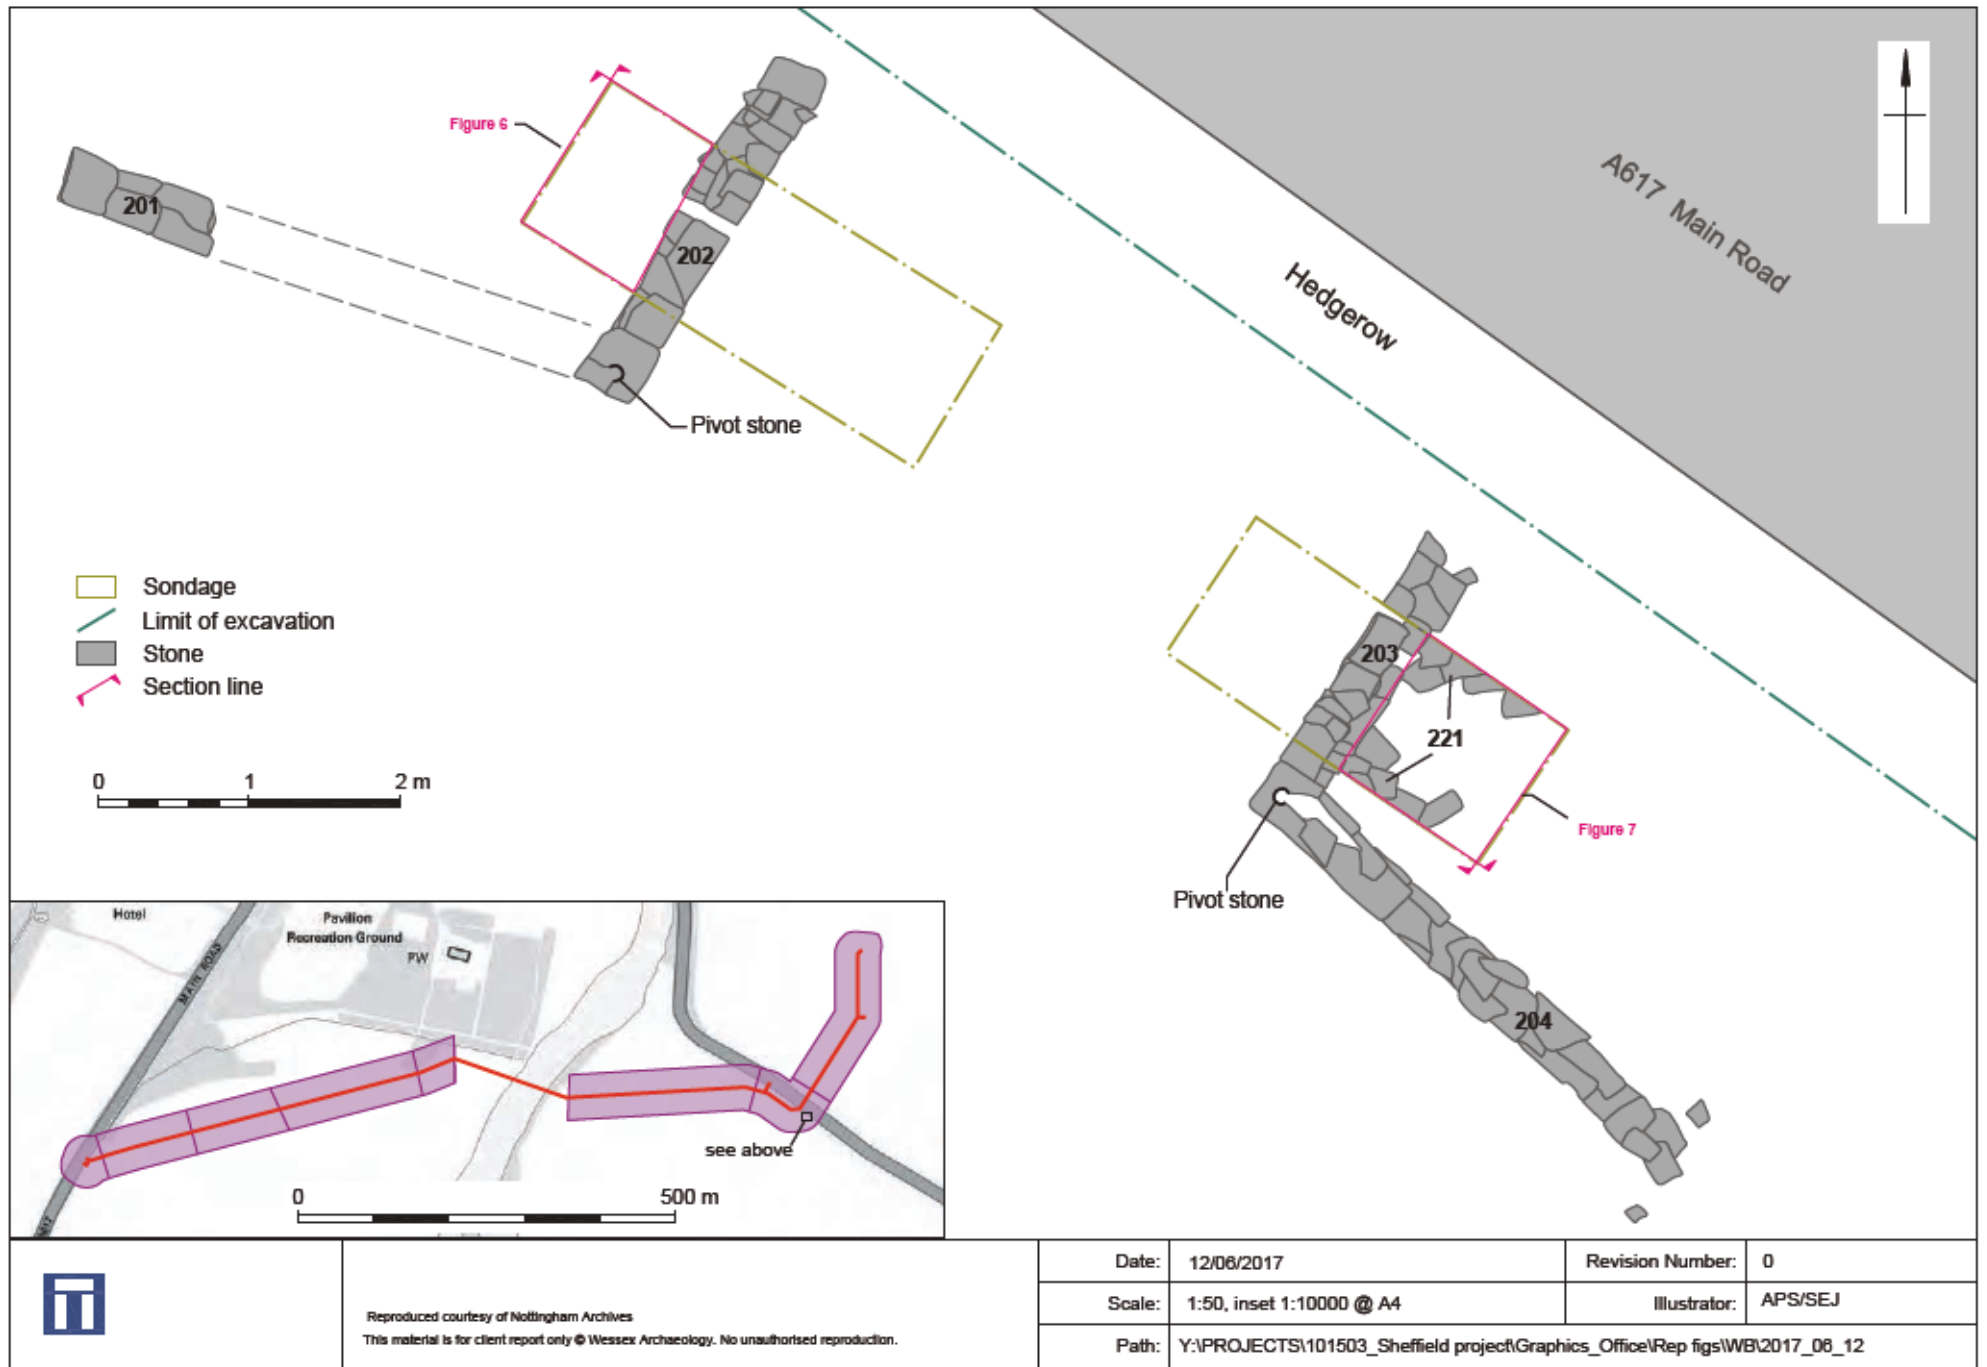 A617 Main Road
Hedgerow
Figure 6
201
202
Pivot stone
Sondage
Limit of excavation
Stone
Section line
0 1 2 m
203
221
Figure 7
Pivot stone
204
Hotel
Pavilion
Recreation Ground
PW
MAIN ROAD
see above
0 500 m
Reproduced courtesy of Nottingham Archives
This material is for client report only © Wessex Archaeology. No unauthorised reproduction.
Date: 12/06/2017 Revision Number: 0
Scale: 1:50, inset 1:10000 @ A4 Illustrator: APS/SEJ
Path: Y:\PROJECTS\101503_Sheffield project\Graphics_Office\Rep figs\WB\2017_06_12